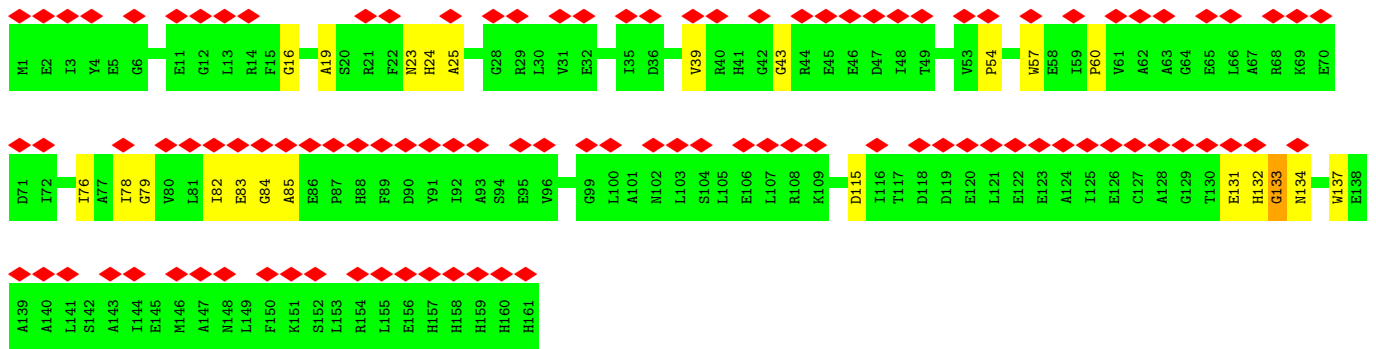 M1 E2 I3 Y4 E5 G6 E11 G12 L13 R14 F15 G16 A19 S20 R21 F22 N23 H24 A25 G28 R29 L30 V31 E32 I35 D36 V39 R40 H41 G42 G43 R44 E45 E46 D47 I48 T49 V53 P54 W57 E58 I59 P60 V61 A62 A63 G64 E65 L66 A67 R68 K69 E70
D71 I72 I76 A77 I78 G79 V80 L81 I82 E83 G84 A85 E86 P87 H88 F89 D90 Y91 I92 A93 S94 E95 V96 G99 L100 A101 N102 L103 S104 L105 E106 L107 R108 K109 D115 I116 T117 D118 D119 E120 L121 E122 E123 A124 I125 E126 C127 A128 G129 T130 E131 H132 G133 N134 W137 E138
A139 A140 L141 S142 A143 I144 E145 M146 A147 N148 L149 F150 K151 S152 L153 R154 L155 E156 H157 H158 H159 H160 H161